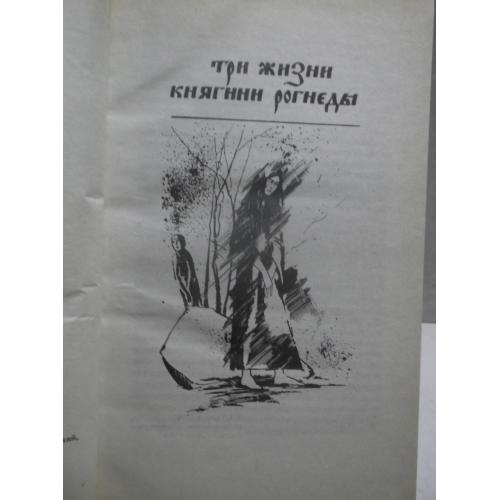 Три жизни
княгини Рогнеды